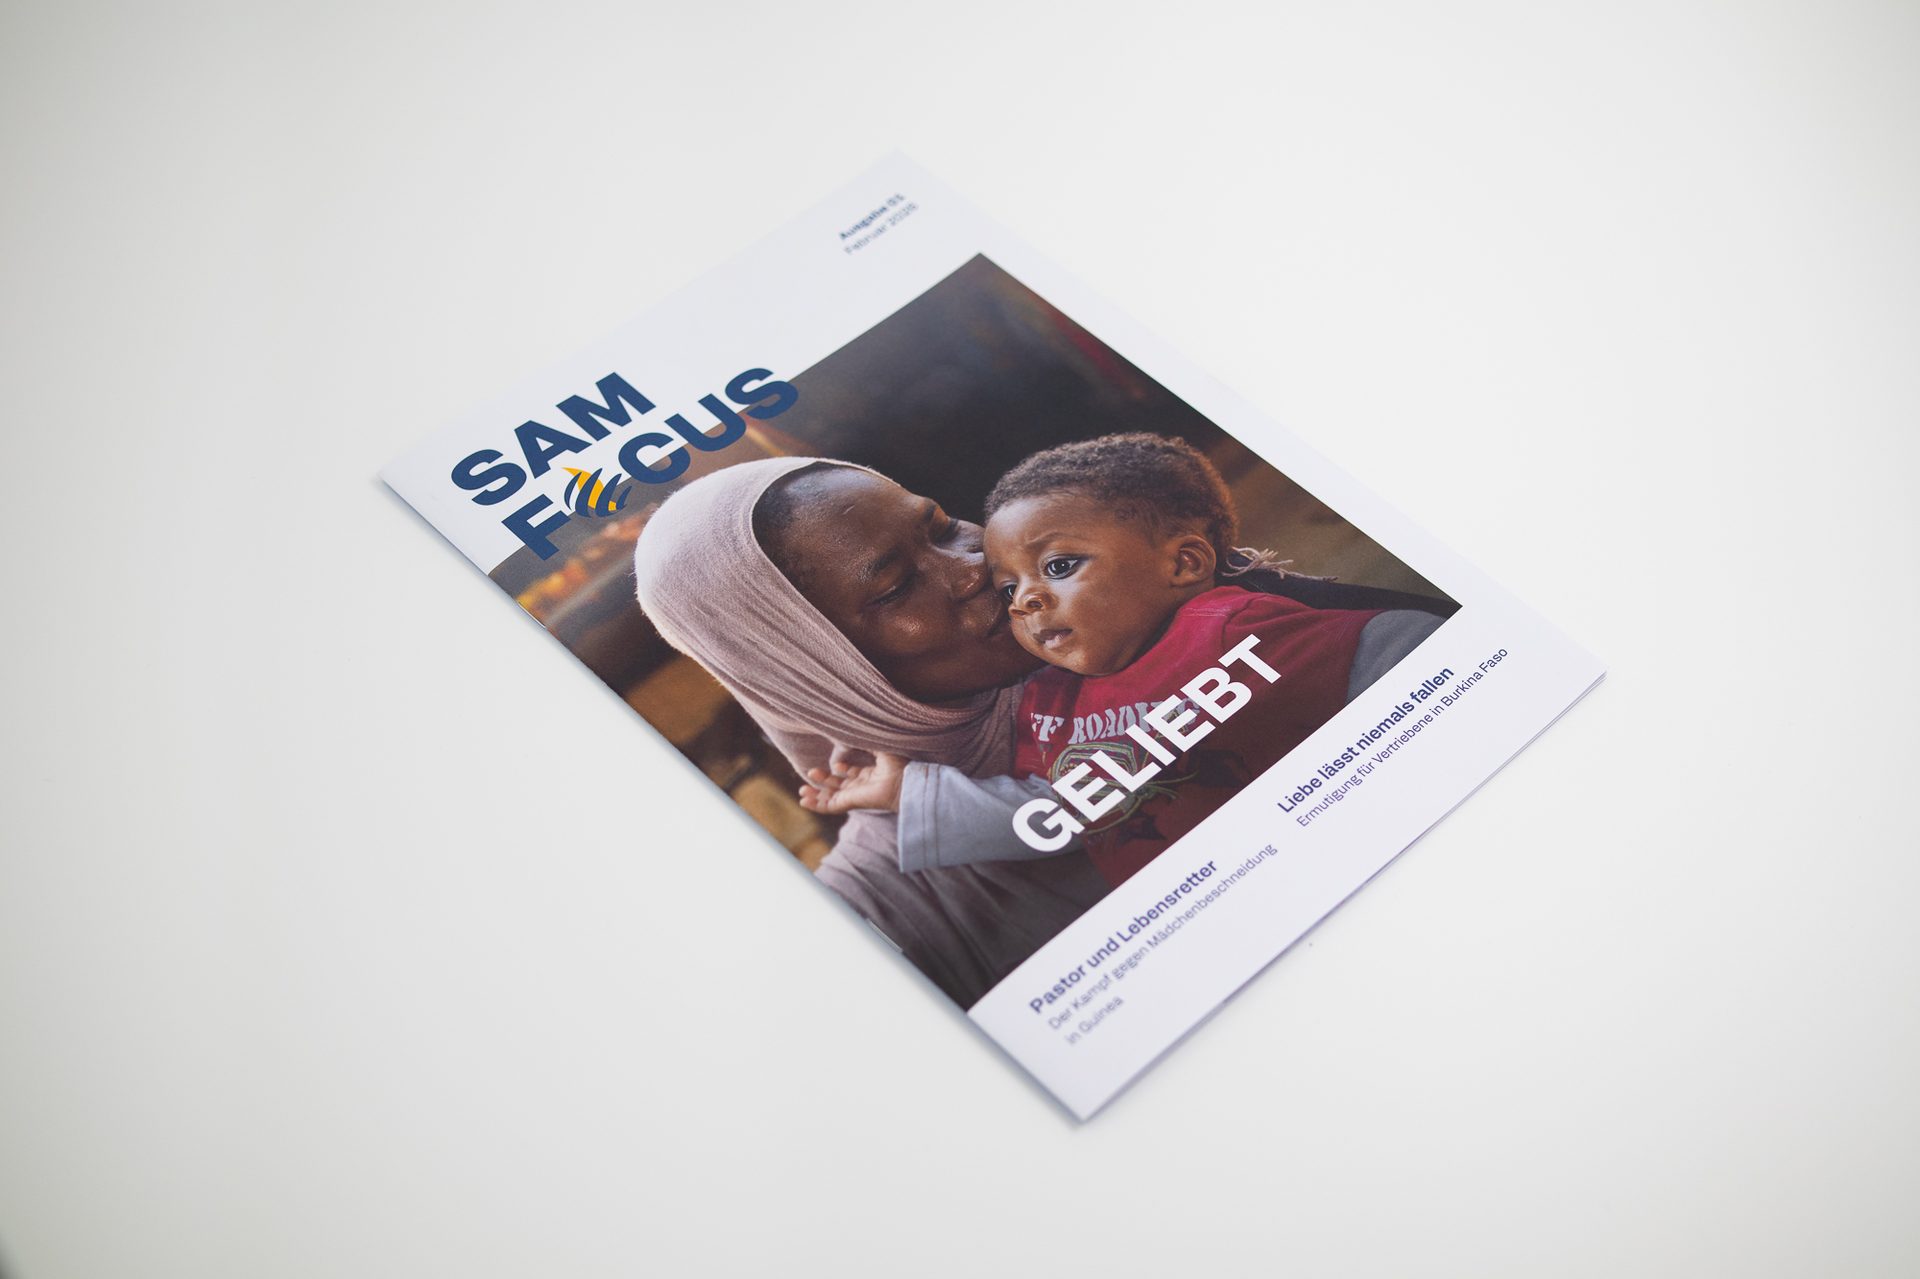 Ausgabe 01
Februar 2026
SAM
FOCUS
GELIEBT
Liebe lässt niemals fallen
Ermutigung für Vertriebene in Burkina Faso
Pastor und Lebensretter
Der Kampf gegen Mädchenbeschneidung
in Guinea